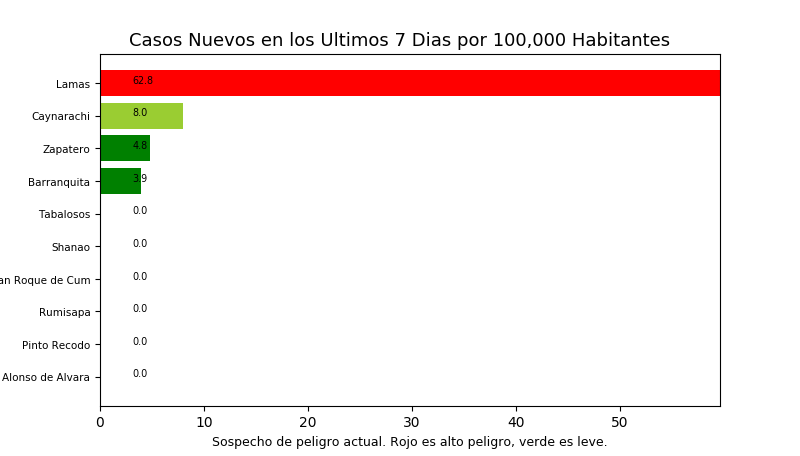 Casos Nuevos en los Ultimos 7 Dias por 100,000 Habitantes
Lamas 62.8
Caynarachi 8.0
Zapatero 4.8
Barranquita 3.9
Tabalosos 0.0
Shanao 0.0
an Roque de Cum 0.0
Rumisapa 0.0
Pinto Recodo 0.0
Alonso de Alvara 0.0
0 10 20 30 40 50
Sospecho de peligro actual. Rojo es alto peligro, verde es leve.